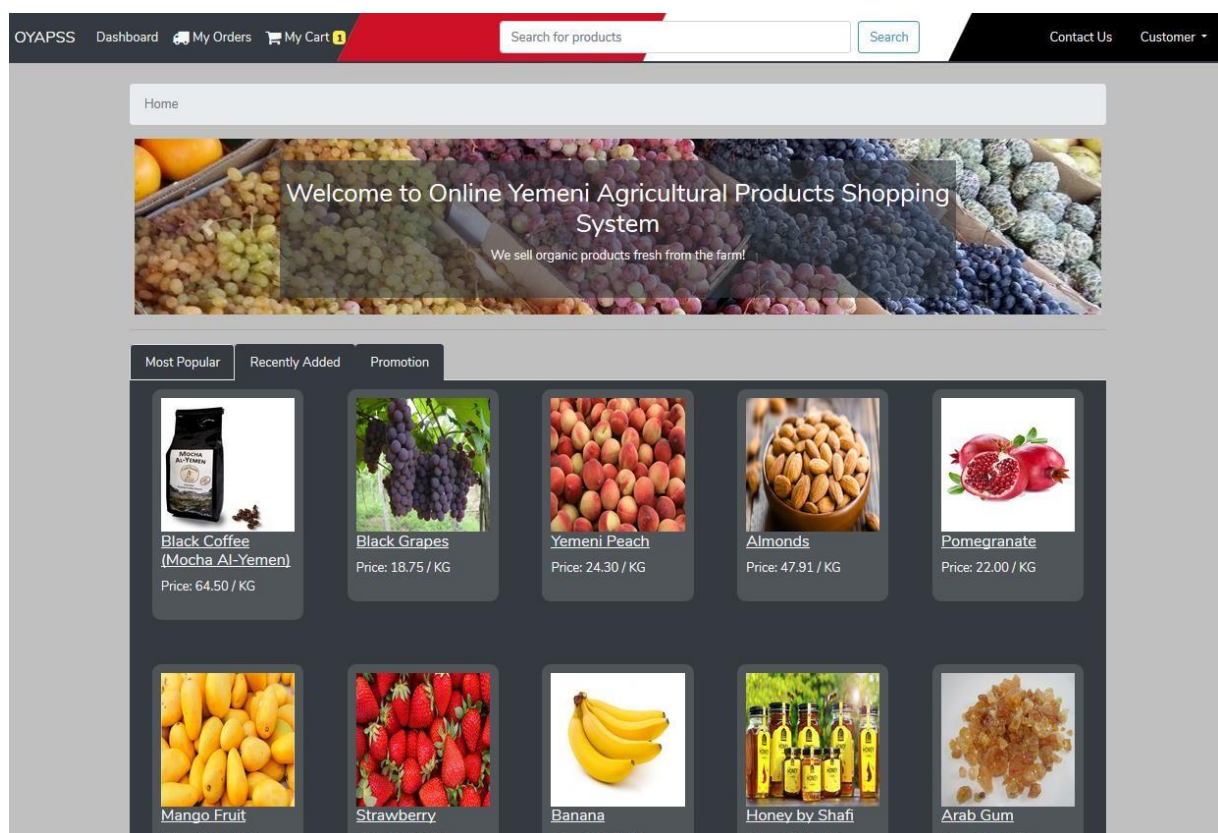 OYAPSS Dashboard My Orders My Cart 1 Search for products Search Contact Us Customer
Home
Welcome to Online Yemeni Agricultural Products Shopping
System
We sell organic products fresh from the farm!
Most Popular Recently Added Promotion
MOCHA
AL-YEMEN
Black Coffee
(Mocha Al-Yemen)
Price: 64.50 / KG
Black Grapes
Price: 18.75 / KG
Yemeni Peach
Price: 24.30 / KG
Almonds
Price: 47.91 / KG
Pomegranate
Price: 22.00 / KG
Mango Fruit
Strawberry
Banana
HONEY
Honey by Shafi
Arab Gum